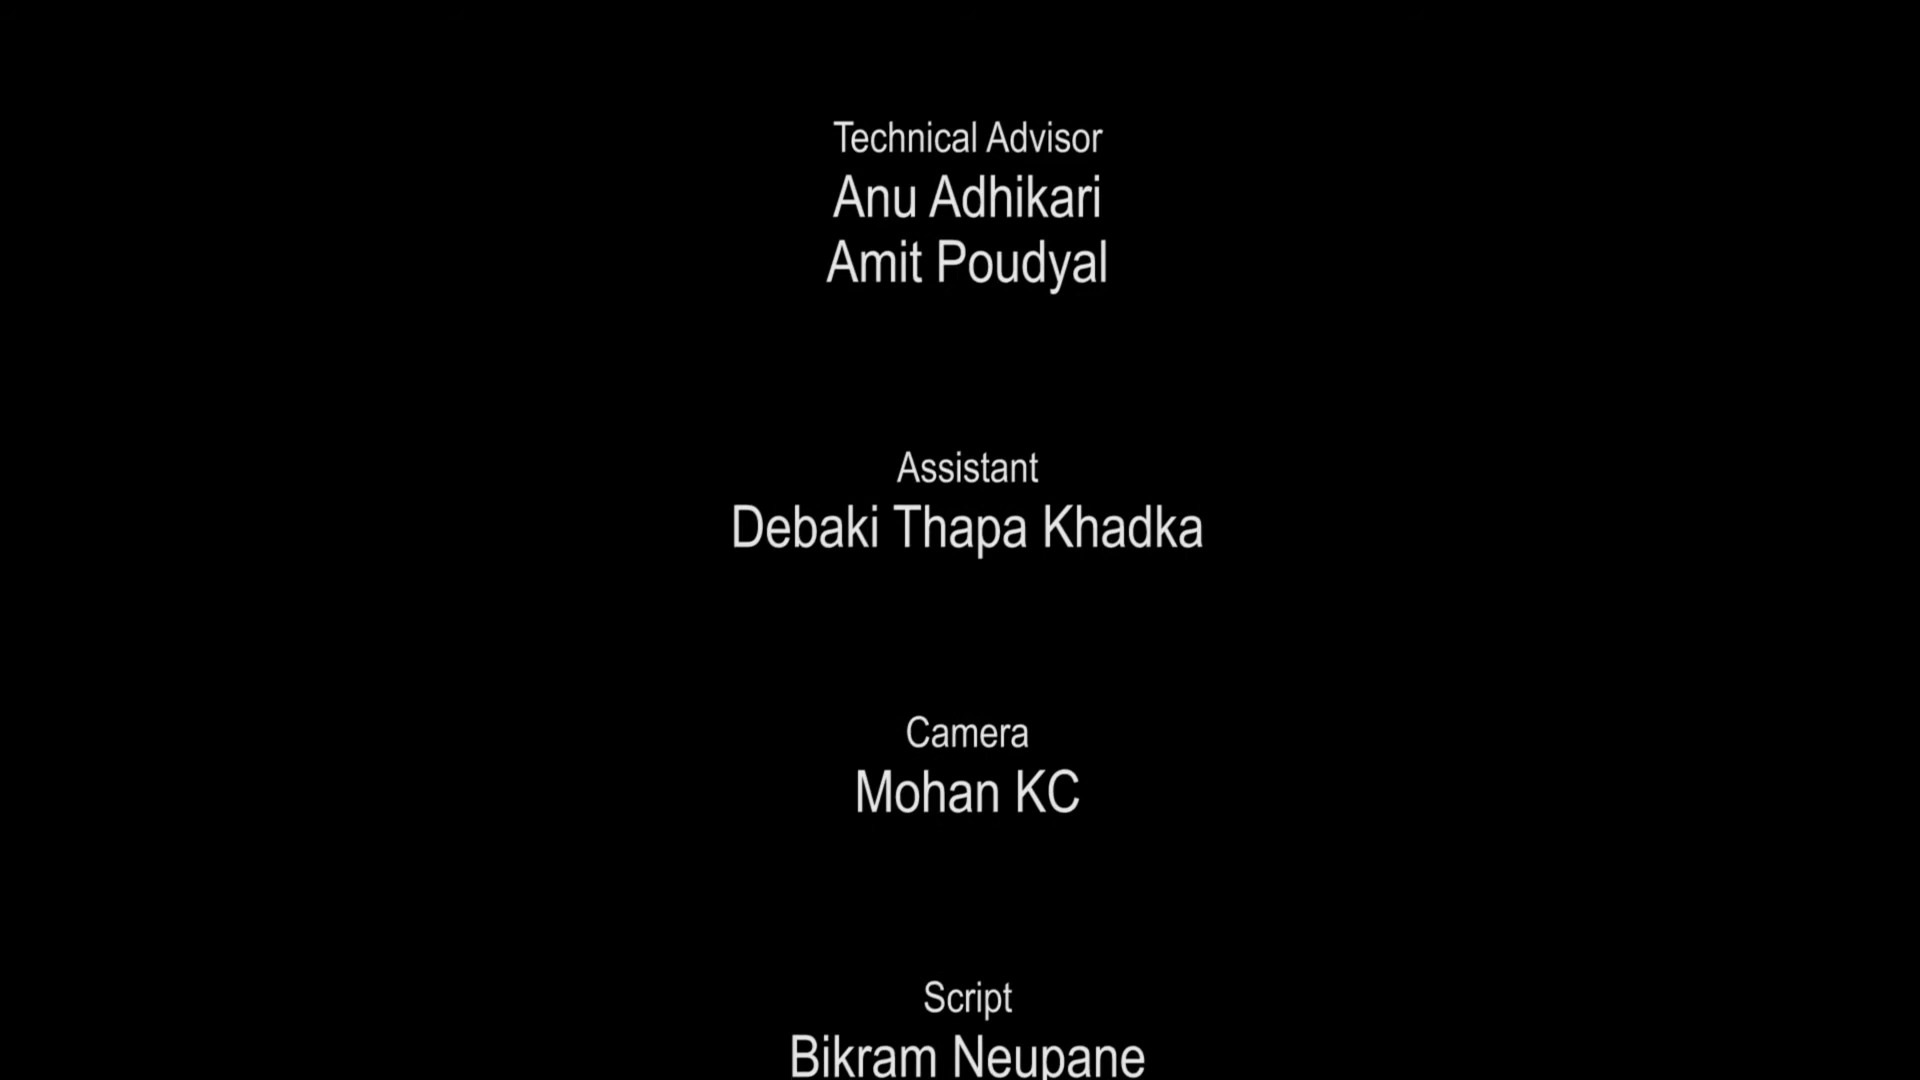 Technical Advisor
Anu Adhikari
Amit Poudyal
Assistant
Debaki Thapa Khadka
Camera
Mohan KC
Script
Bikram Neupane